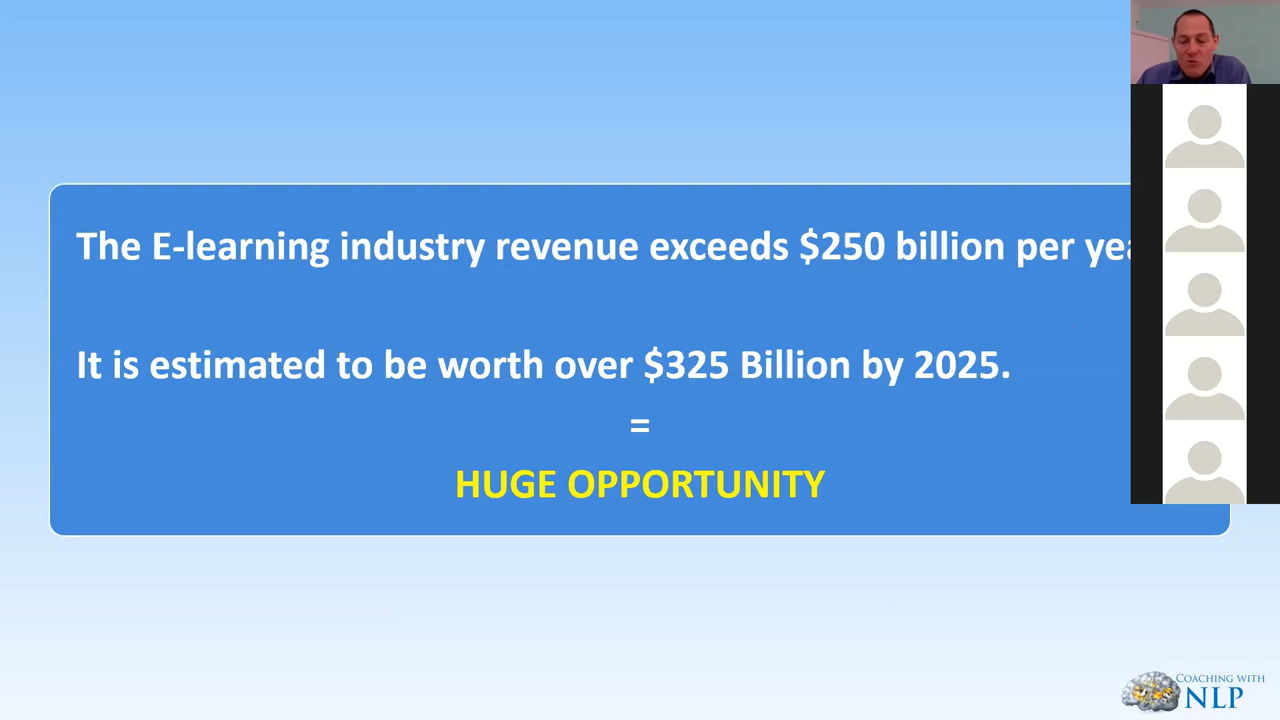 The E-learning industry revenue exceeds $250 billion per
It is estimated to be worth over $325 Billion by 2025.
=
HUGE OPPORTUNITY
COACHING WITH
NLP